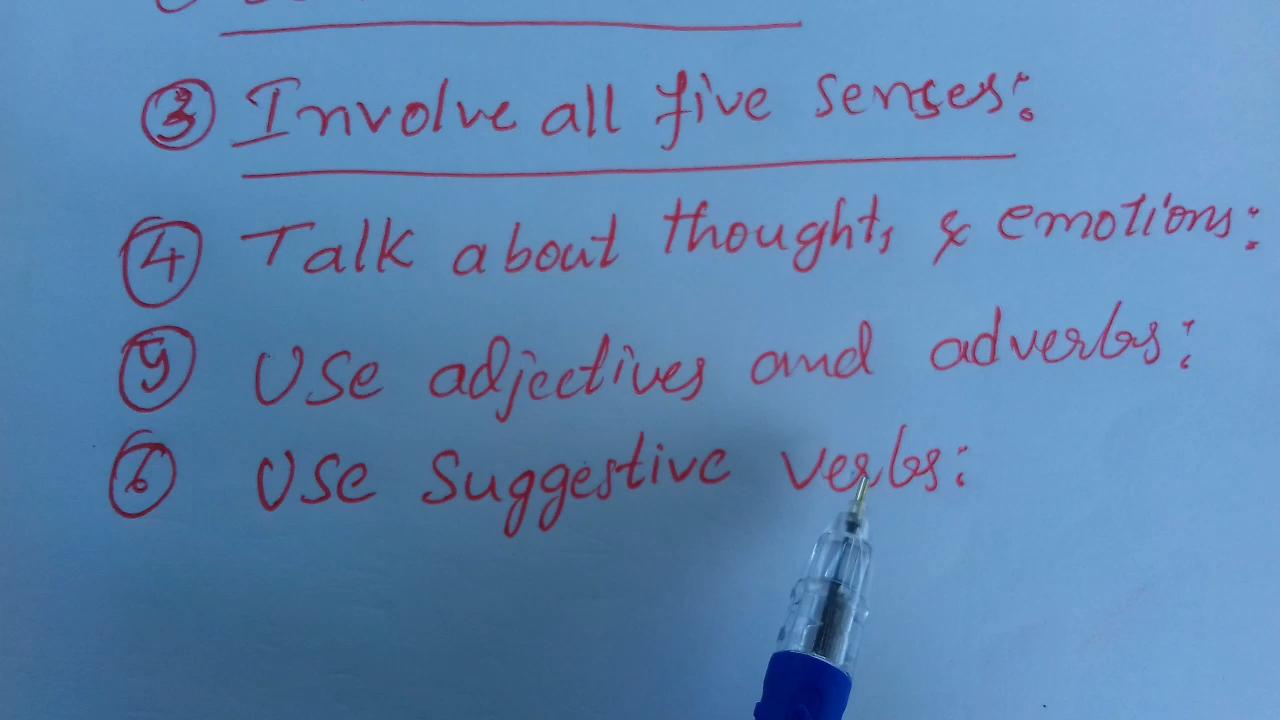 ③ Involve all five senses:
④ Talk about thoughts & emotions:
⑤ Use adjectives and adverbs:
⑥ Use Suggestive verbs: